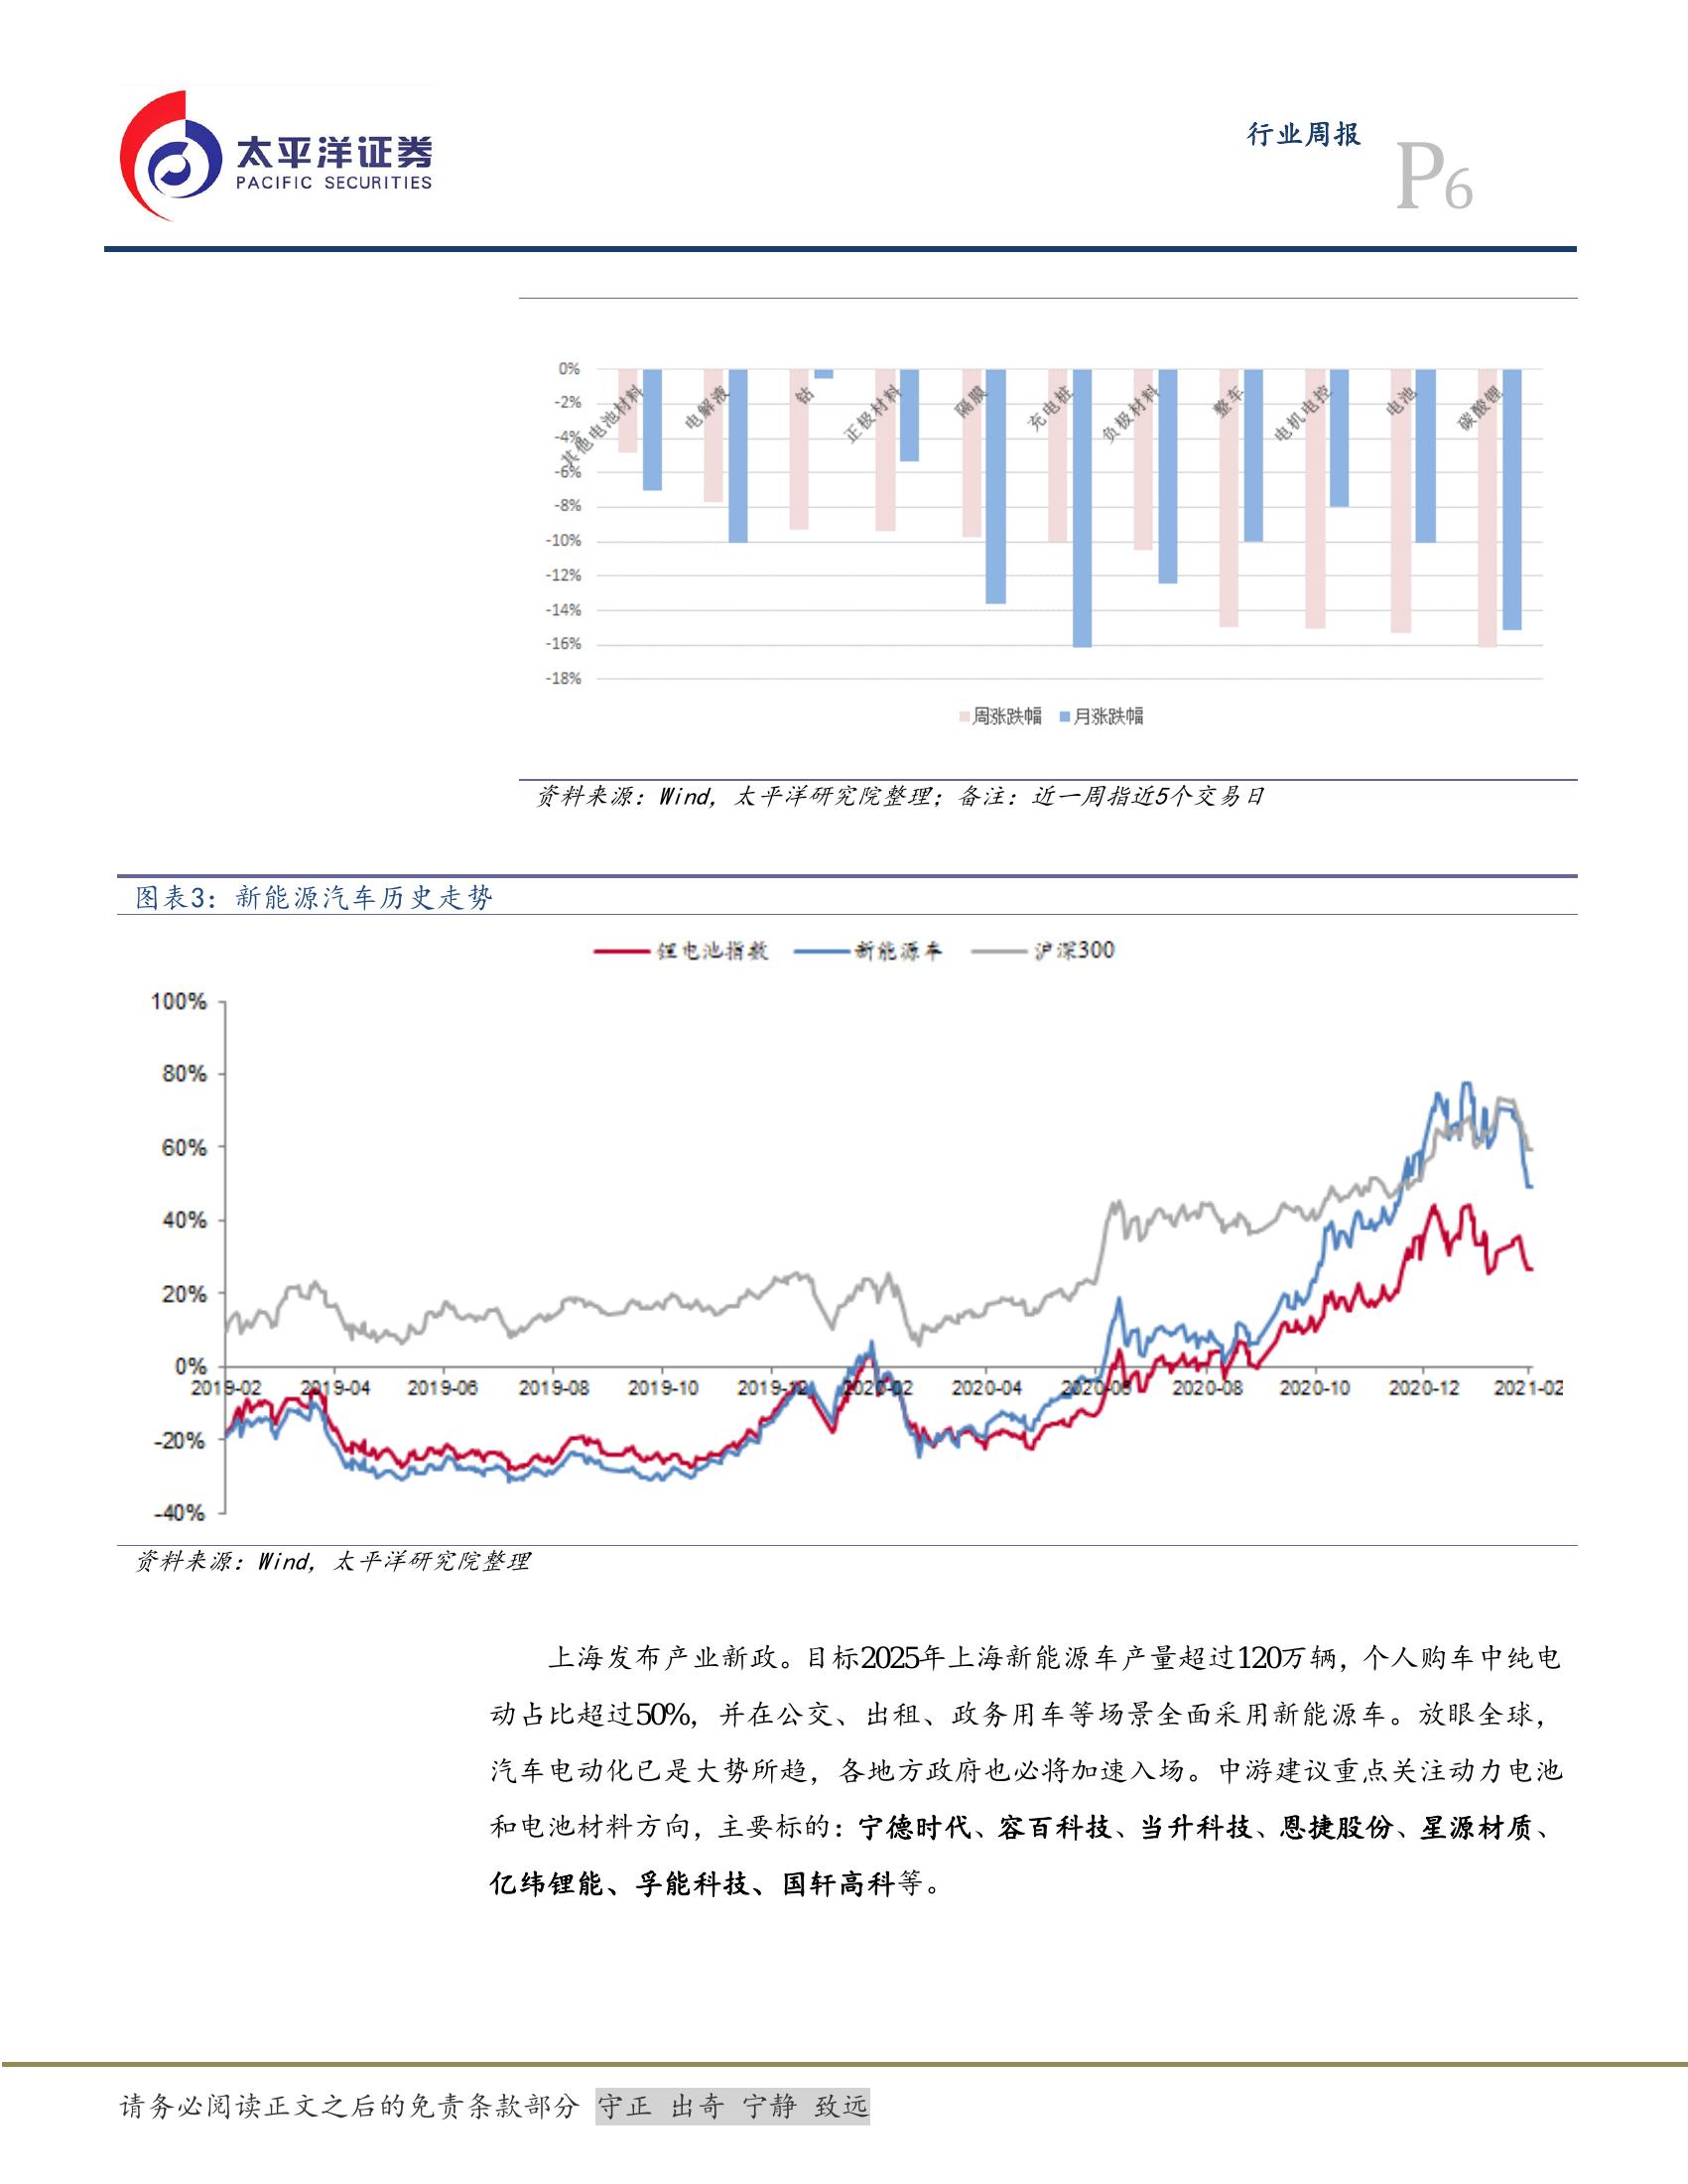 太平洋证券
PACIFIC SECURITIES
行业周报
P6
0%
-2%
-4%
-6%
-8%
-10%
-12%
-14%
-16%
-18%
其他电池材料
电解液
钴
正极材料
隔膜
充电桩
负极材料
整车
电机电控
电池
碳酸锂
周涨跌幅 月涨跌幅
资料来源：Wind，太平洋研究院整理；备注：近一周指近5个交易日
图表3：新能源汽车历史走势
锂电池指数 新能源车 沪深300
100%
80%
60%
40%
20%
0%
-20%
-40%
2019-02 2019-04 2019-06 2019-08 2019-10 2019-12 2020-02 2020-04 2020-06 2020-08 2020-10 2020-12 2021-02
资料来源：Wind，太平洋研究院整理
上海发布产业新政。目标2025年上海新能源车产量超过120万辆，个人购车中纯电
动占比超过50%，并在公交、出租、政务用车等场景全面采用新能源车。放眼全球，
汽车电动化已是大势所趋，各地方政府也必将加速入场。中游建议重点关注动力电池
和电池材料方向，主要标的：宁德时代、容百科技、当升科技、恩捷股份、星源材质、
亿纬锂能、孚能科技、国轩高科等。
请务必阅读正文之后的免责条款部分 守正 出奇 宁静 致远